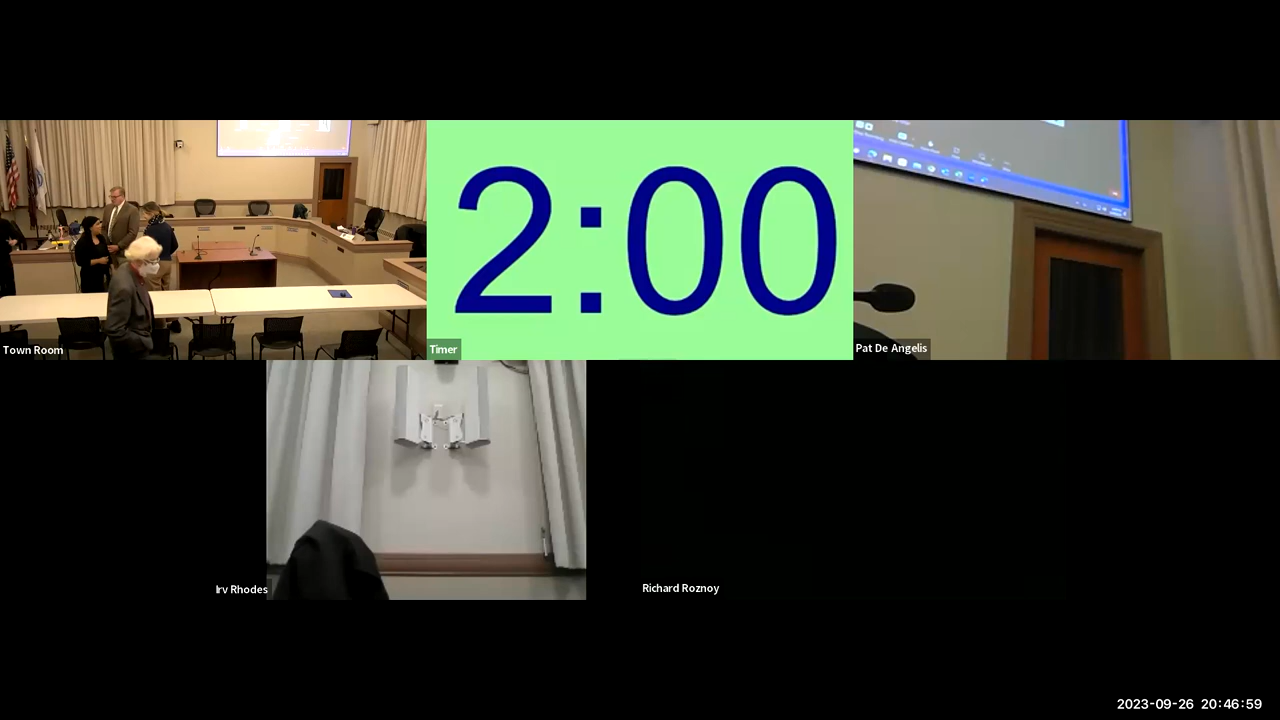 2:00
Town Room
Timer
Pat De Angelis
Irv Rhodes
Richard Roznoy
2023-09-26 20:46:59